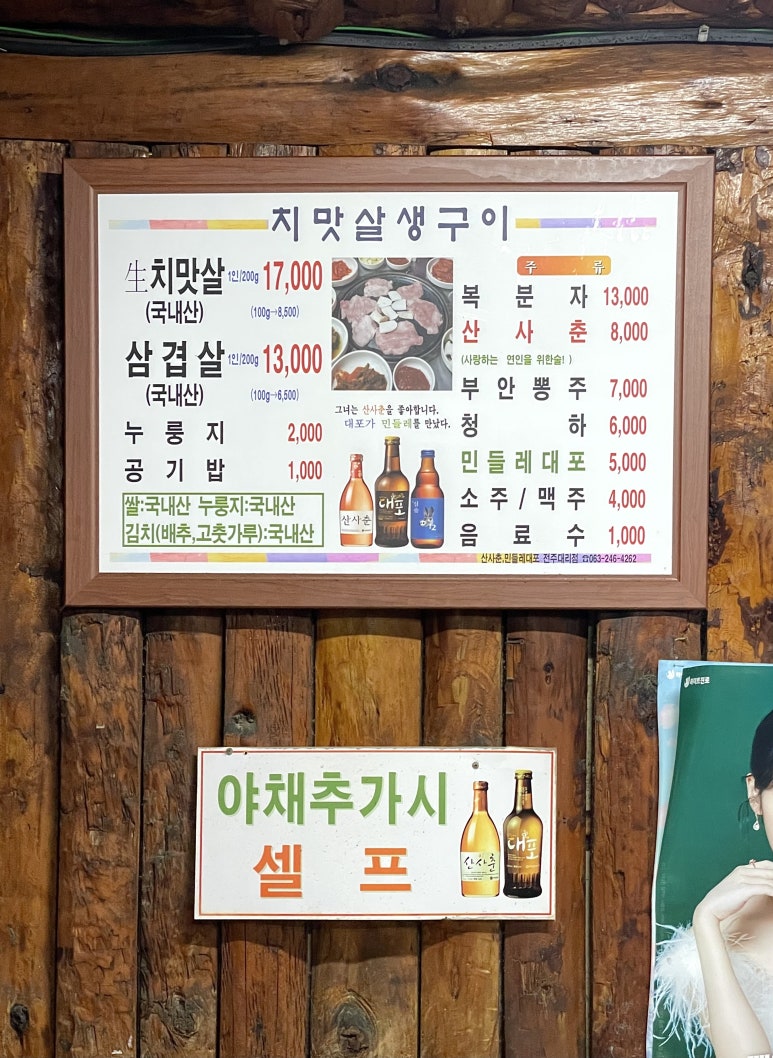 치맛살생구이
生치맛살 1인/200g 17,000
(국내산) (100g→8,500)
삼겹살 1인/200g 13,000
(국내산) (100g→6,500)
누룽지 2,000
공기밥 1,000
쌀:국내산 누룽지:국내산
김치(배추,고춧가루):국내산
그녀는 산사춘을 좋아합니다.
대포가 민들레를 만났다.
산사춘
대포
주 류
복분자 13,000
산사춘 8,000
(사랑하는 연인을 위한술!)
부안뽕주 7,000
청하 6,000
민들레대포 5,000
소주/맥주 4,000
음료수 1,000
산사춘,민들레대포 전주대리점 ☎063-246-4262
야채추가시
셀프
산사춘
대포
하이트진로